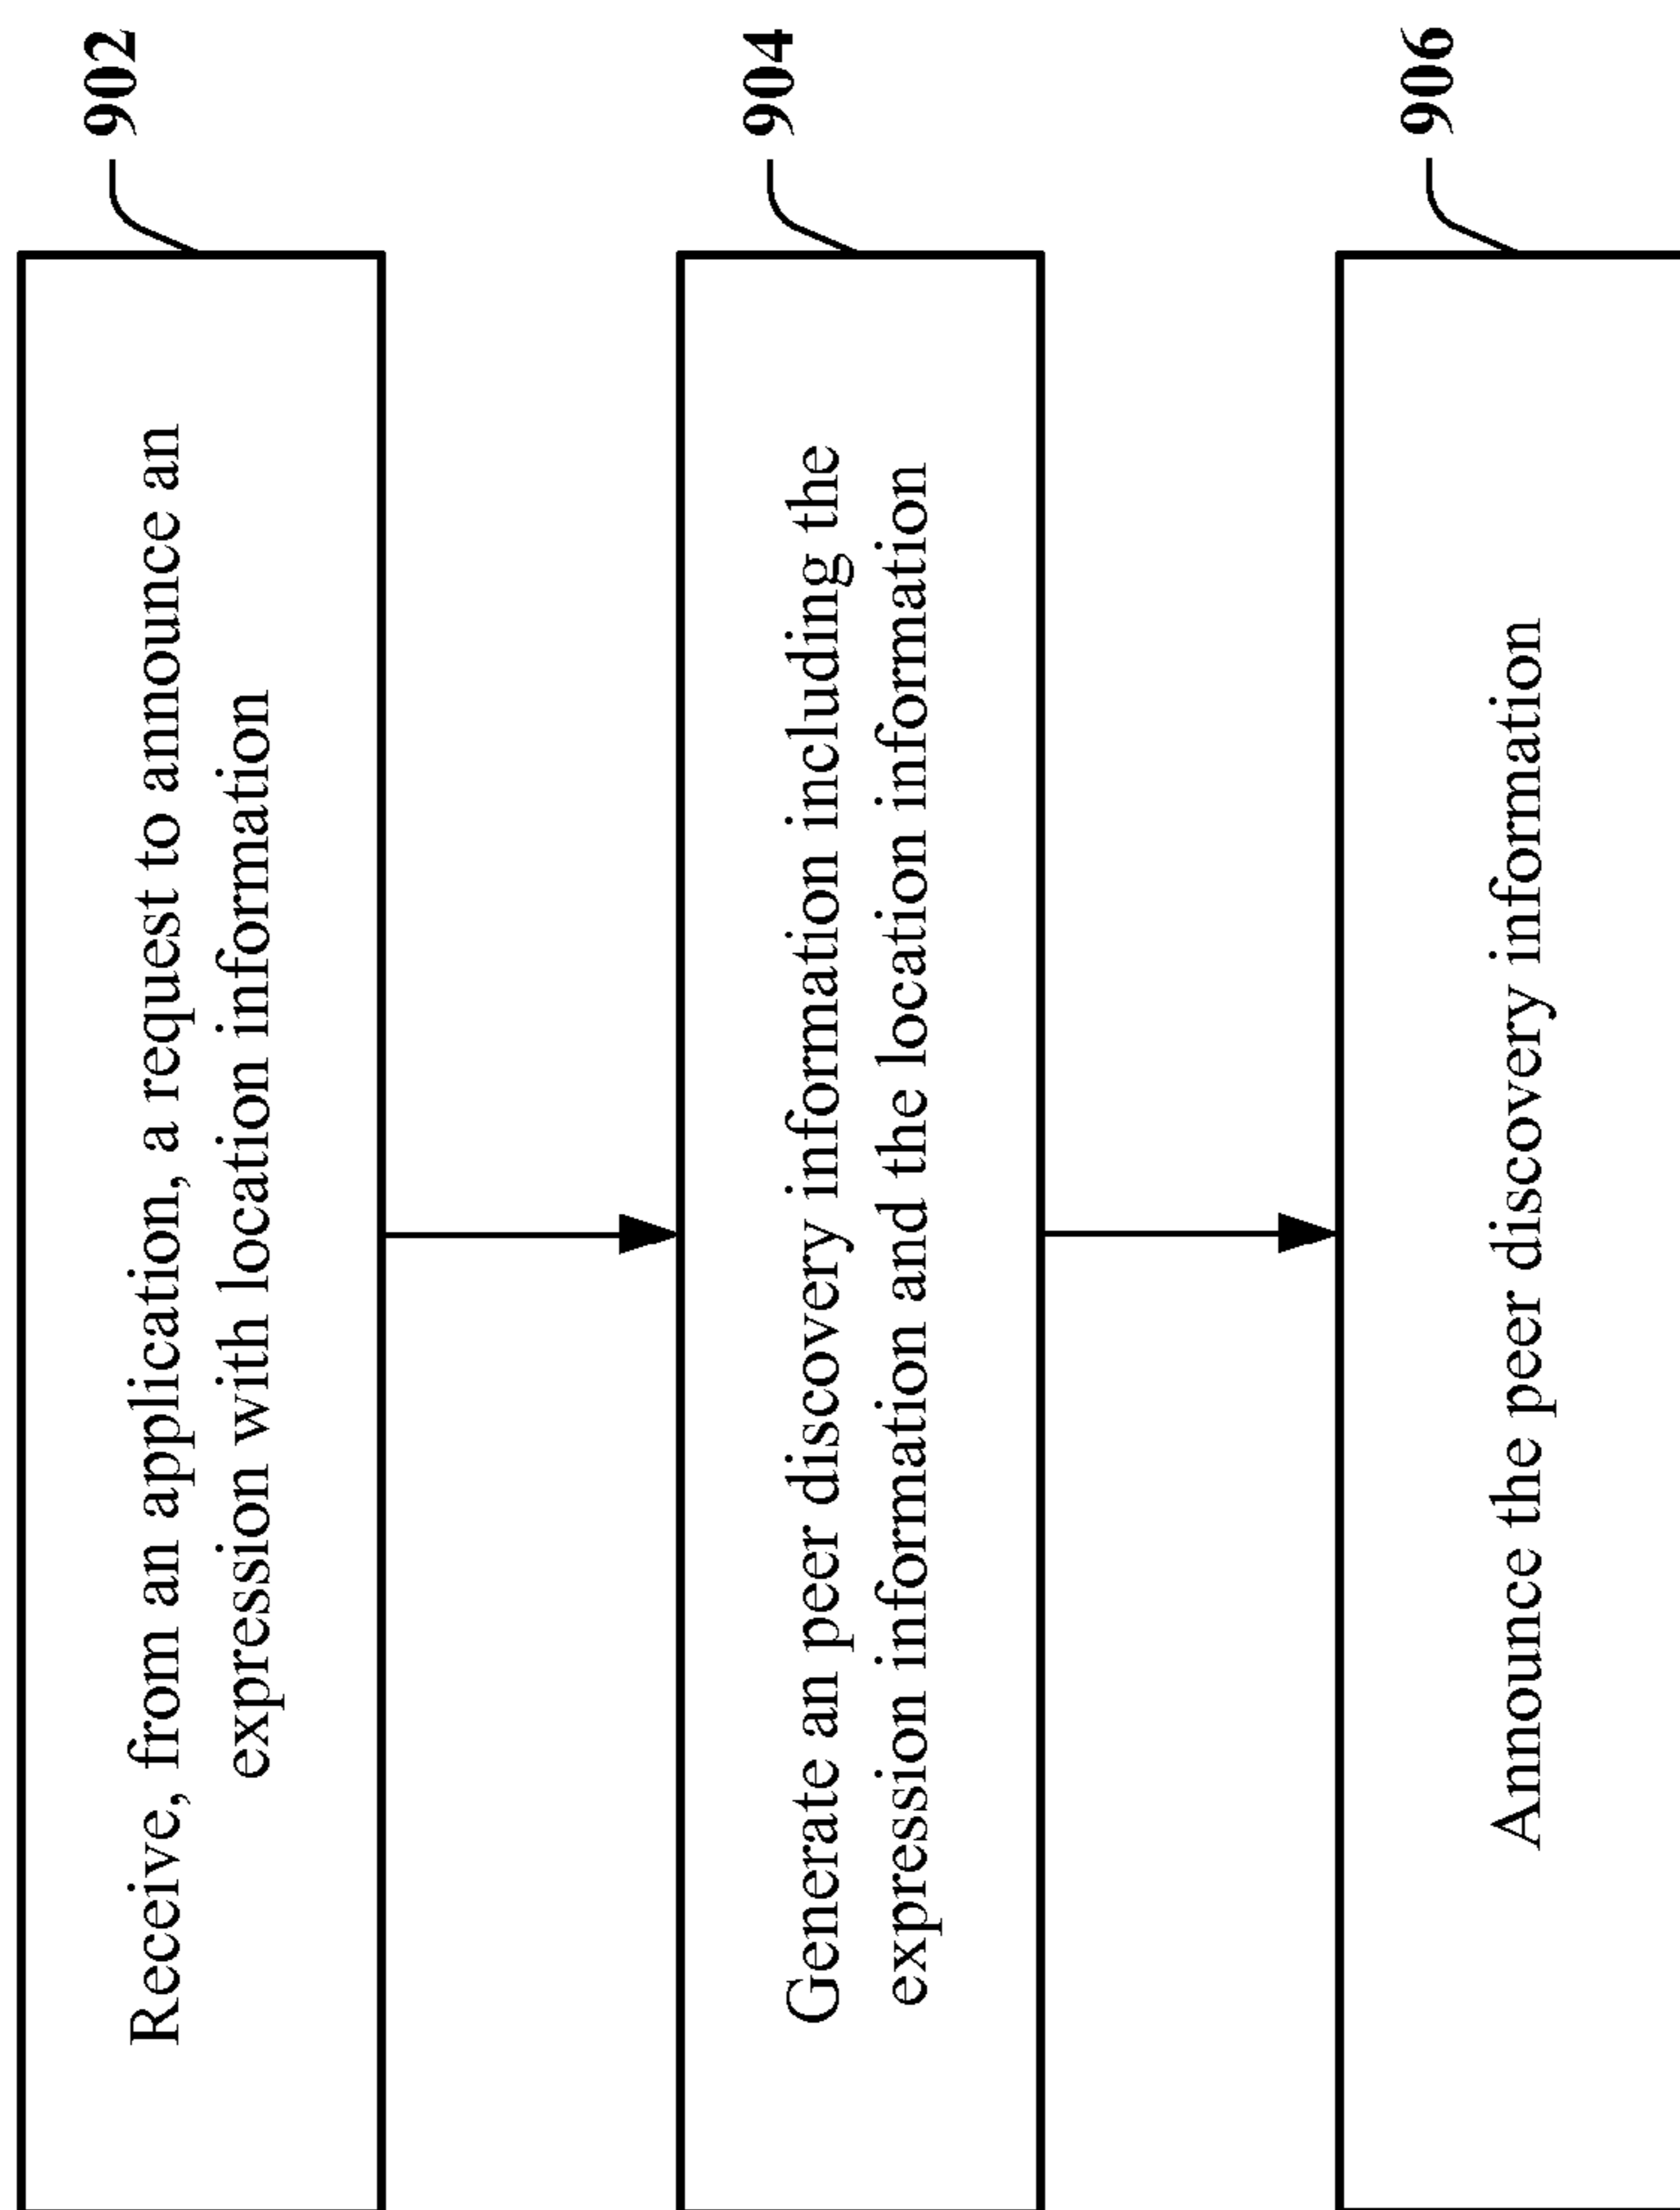 902
Receive, from an application, a request to announce an
expression with location information
904
Generate an peer discovery information including the
expression information and the location information
906
Announce the peer discovery information